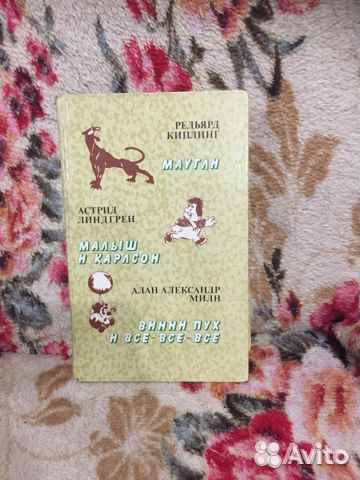 РЕДЬЯРД
КИПЛИНГ
МАУГЛИ
АСТРИД
ЛИНДГРЕН
МАЛЫШ
И КАРЛСОН
АЛАН АЛЕКСАНДР
МИЛН
ВИННИ ПУХ
И ВСЕ-ВСЕ-ВСЕ
Avito